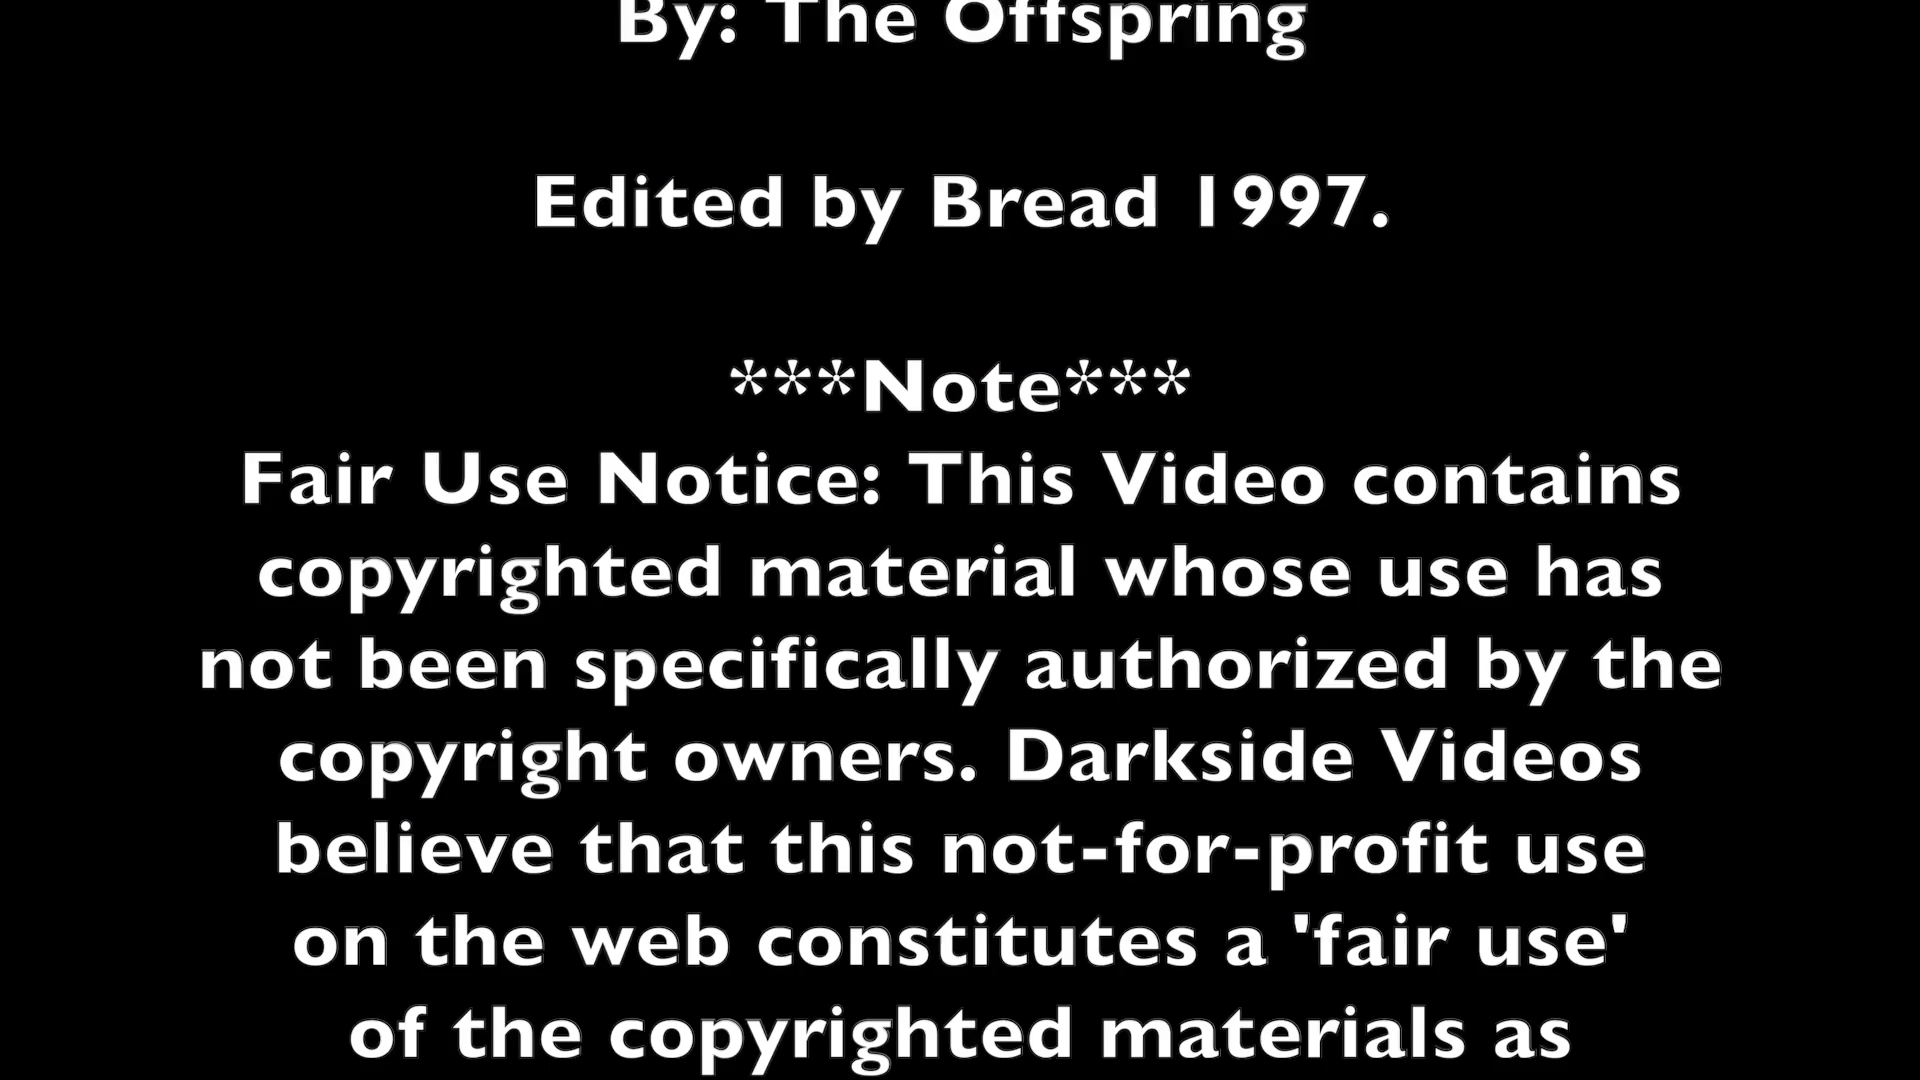 By: The Offspring
Edited by Bread 1997.
***Note***
Fair Use Notice: This Video contains
copyrighted material whose use has
not been specifically authorized by the
copyright owners. Darkside Videos
believe that this not-for-profit use
on the web constitutes a 'fair use'
of the copyrighted materials as